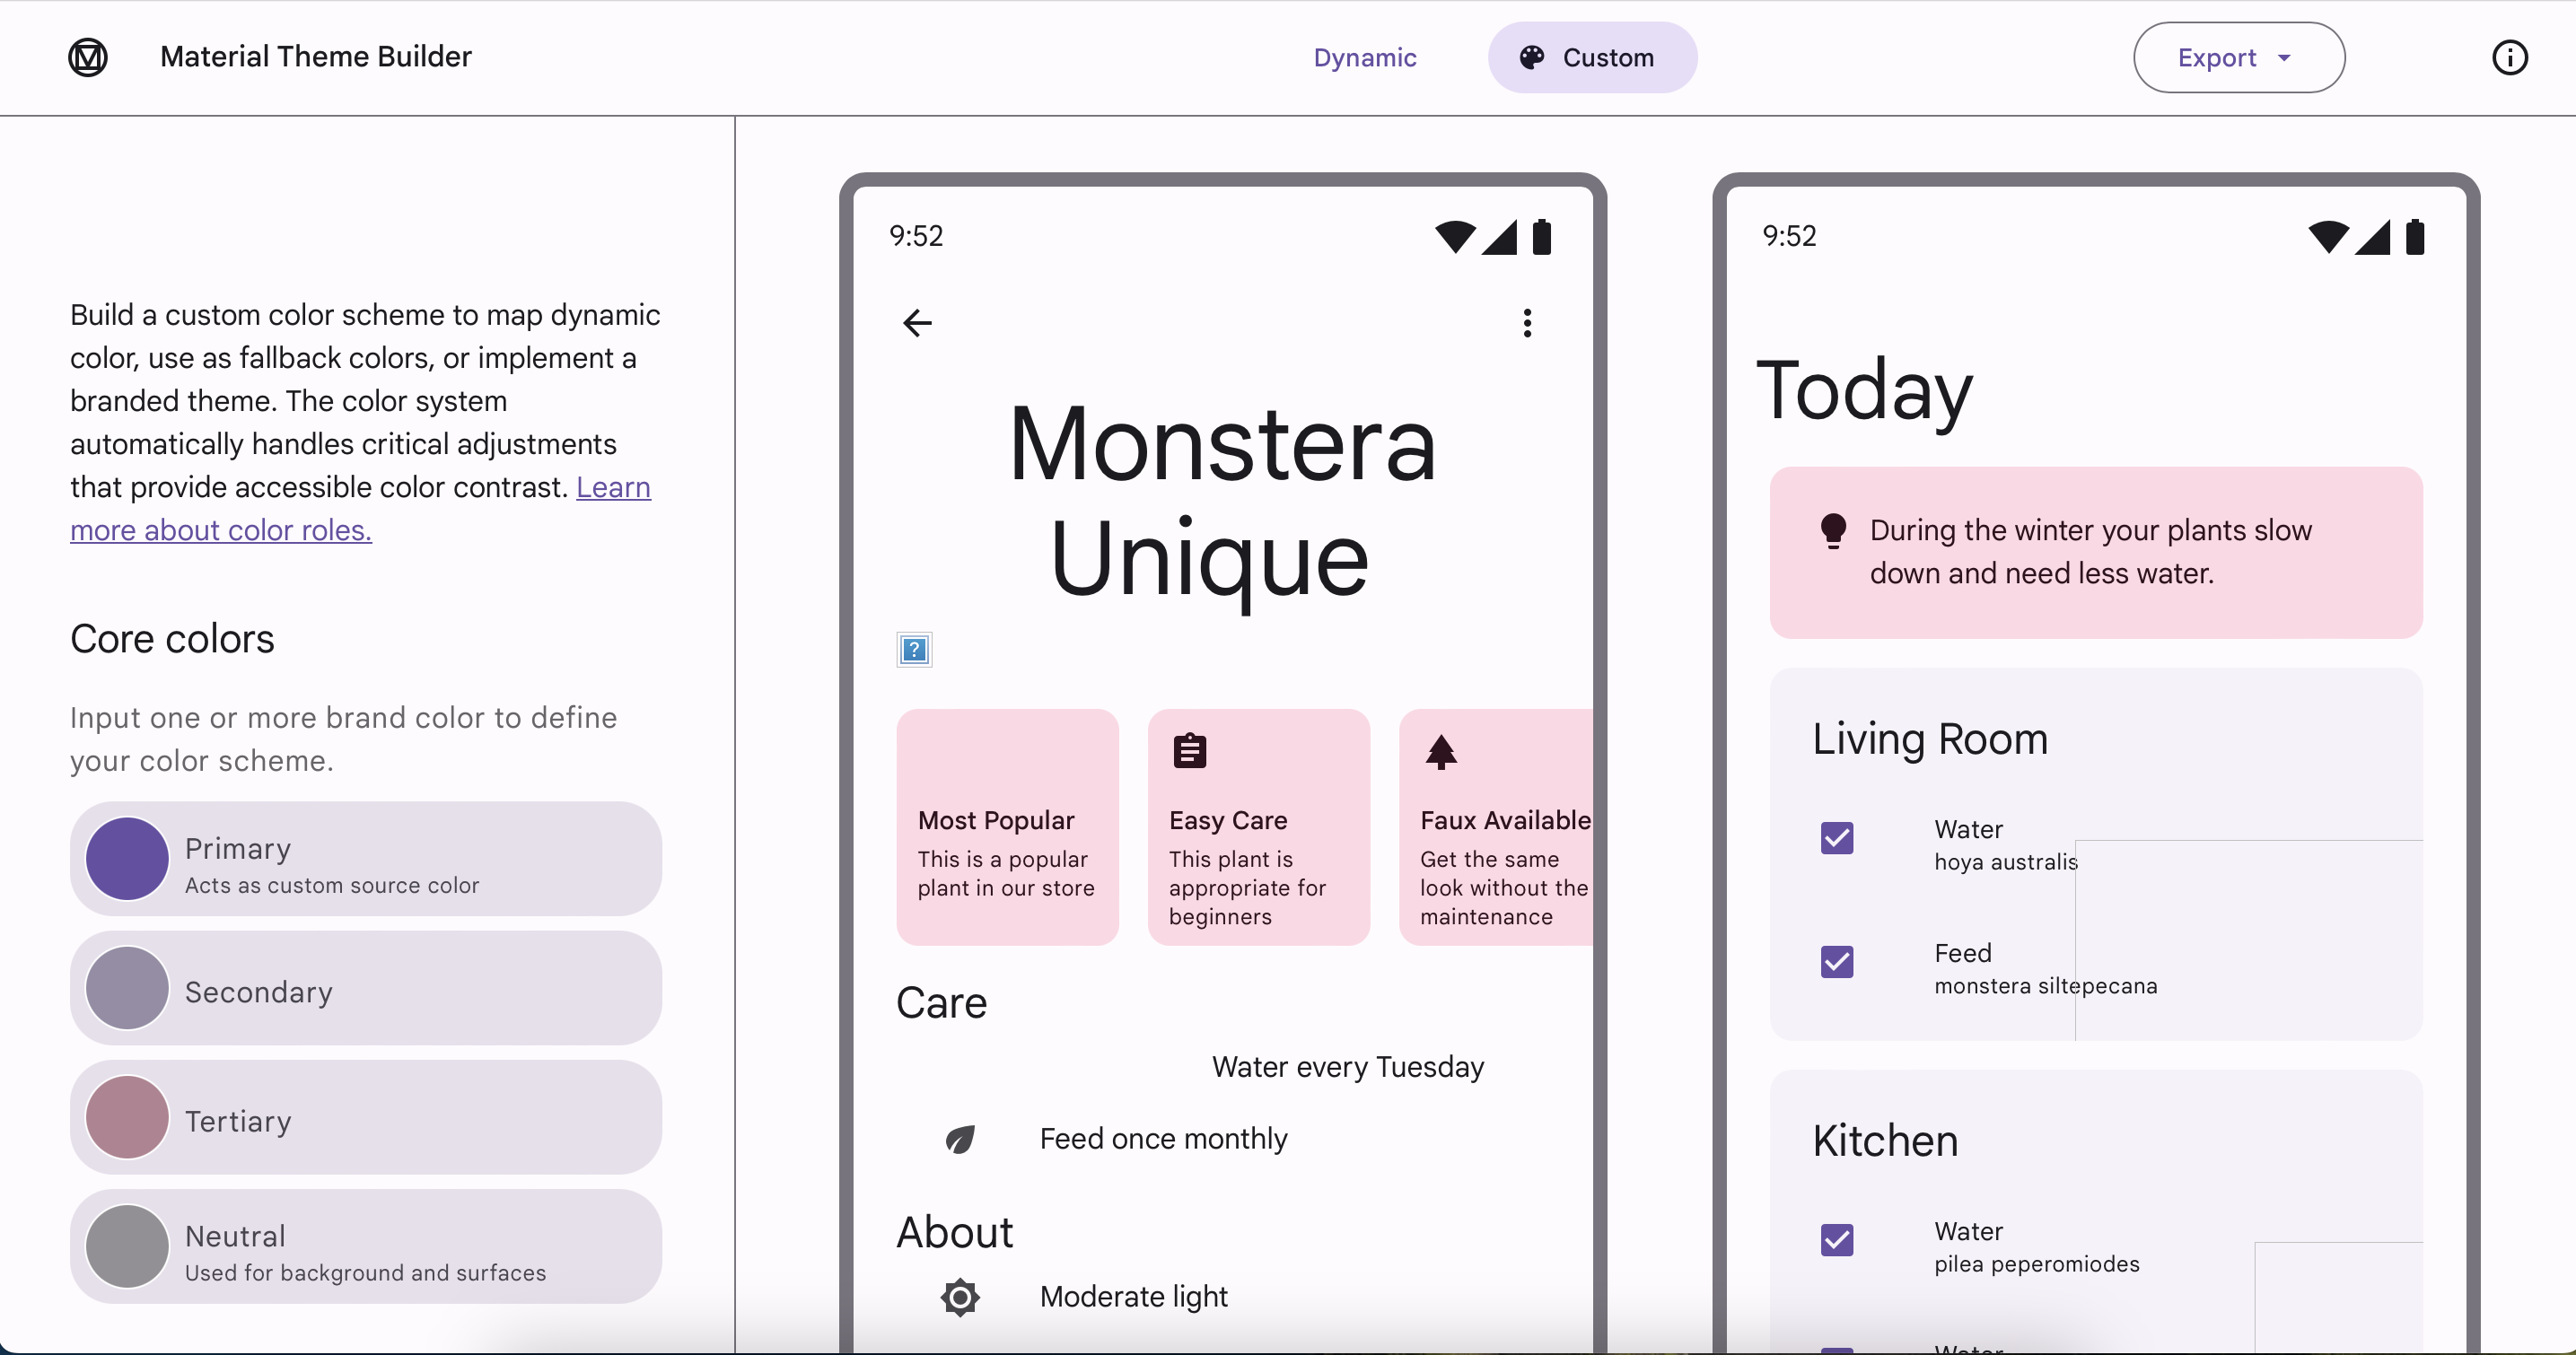 Material Theme Builder
Dynamic
Custom
Export
Build a custom color scheme to map dynamic
color, use as fallback colors, or implement a
branded theme. The color system
automatically handles critical adjustments
that provide accessible color contrast. Learn
more about color roles.
Core colors
Input one or more brand color to define
your color scheme.
Primary
Acts as custom source color
Secondary
Tertiary
Neutral
Used for background and surfaces
9:52
Monstera
Unique
?
Most Popular
This is a popular
plant in our store
Easy Care
This plant is
appropriate for
beginners
Faux Available
Get the same
look without the
maintenance
Care
Water every Tuesday
Feed once monthly
About
Moderate light
9:52
Today
During the winter your plants slow
down and need less water.
Living Room
Water
hoya australis
Feed
monstera siltepecana
Kitchen
Water
pilea peperomiodes
Water